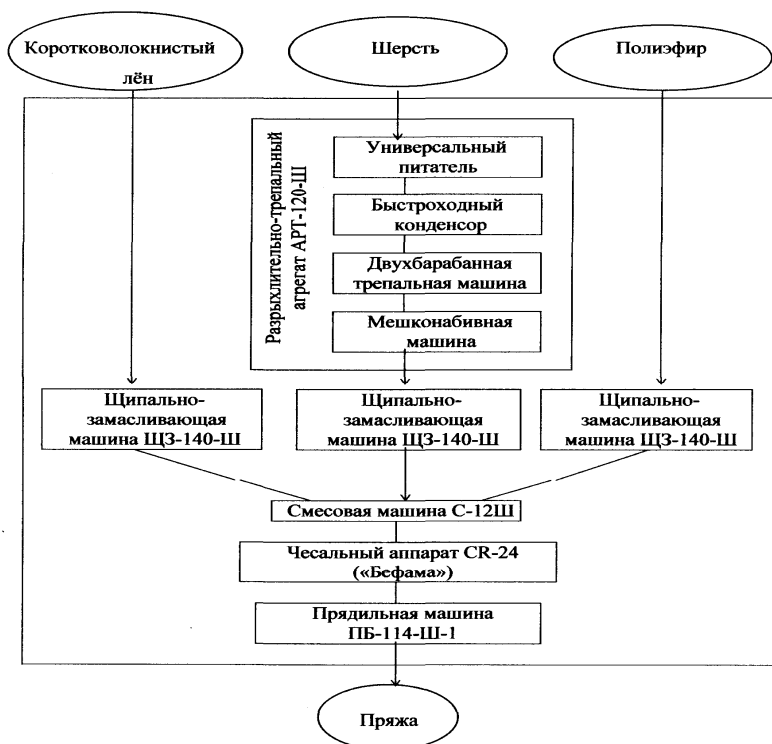 Коротковолокнистый
лён
Шерсть
Полиэфир
Разрыхлительно-трепальный
агрегат АРТ-120-Ш
Универсальный
питатель
Быстроходный
конденсор
Двухбарабанная
трепальная машина
Мешконабивная
машина
Щипально-
замасливающая
машина ЩЗ-140-Ш
Щипально-
замасливающая
машина ЩЗ-140-Ш
Щипально-
замасливающая
машина ЩЗ-140-Ш
Смесовая машина С-12Ш
Чесальный аппарат CR-24
(«Бефама»)
Прядильная машина
ПБ-114-Ш-1
Пряжа